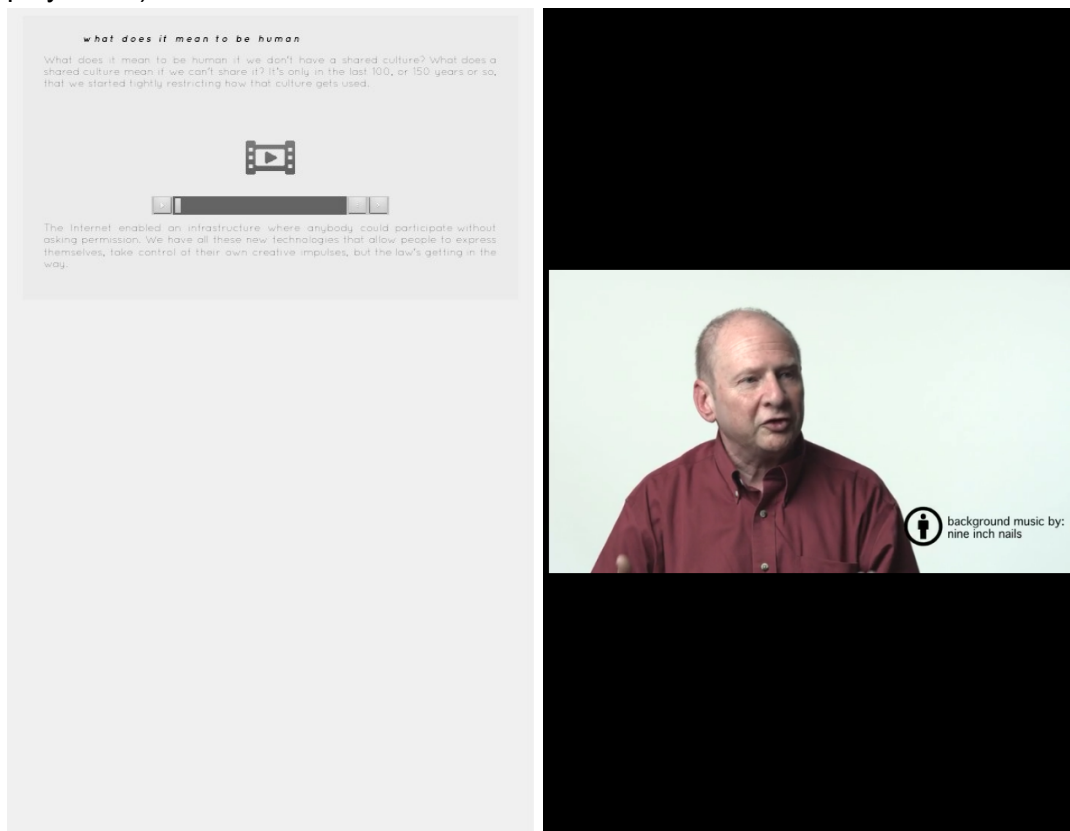 what does it mean to be human
What does it mean to be human if we don't have a shared culture? What does a
shared culture mean if we can't share it? It's only in the last 100, or 150 years or so,
that we started tightly restricting how that culture gets used.
The Internet enabled an infrastructure where anybody could participate without
asking permission. We have all these new technologies that allow people to express
themselves, take control of their own creative impulses, but the law's getting in the
way.
background music by:
nine inch nails